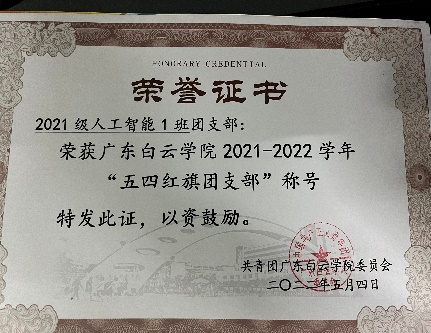 HONORARY CREDENTIAL
荣誉证书
2021级人工智能1班团支部：
荣获广东白云学院2021-2022学年
“五四红旗团支部”称号
特发此证，以资鼓励。
共青团广东白云学院委员会
二〇二二年五月四日